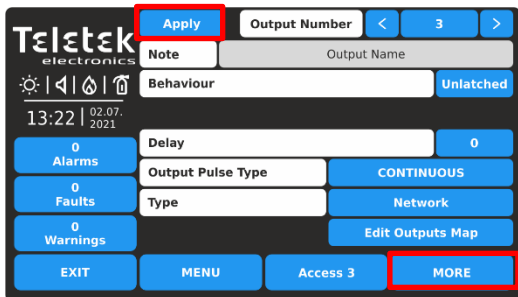 Teletek
electronics
13:22 | 02.07.
2021
0
Alarms
0
Faults
0
Warnings
EXIT
Apply
Output Number < 3 >
Note Output Name
Behaviour Unlatched
Delay 0
Output Pulse Type CONTINUOUS
Type Network
Edit Outputs Map
MENU Access 3 MORE